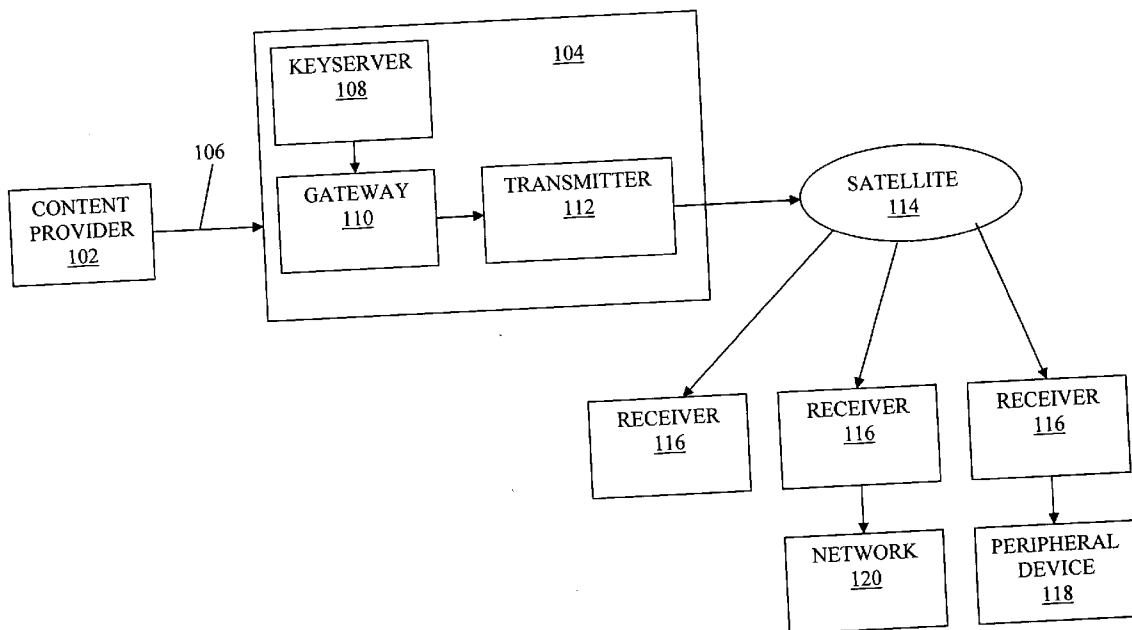 KEYSERVER
108
104
106
CONTENT
PROVIDER
102
GATEWAY
110
TRANSMITTER
112
SATELLITE
114
RECEIVER
116
RECEIVER
116
RECEIVER
116
NETWORK
120
PERIPHERAL
DEVICE
118